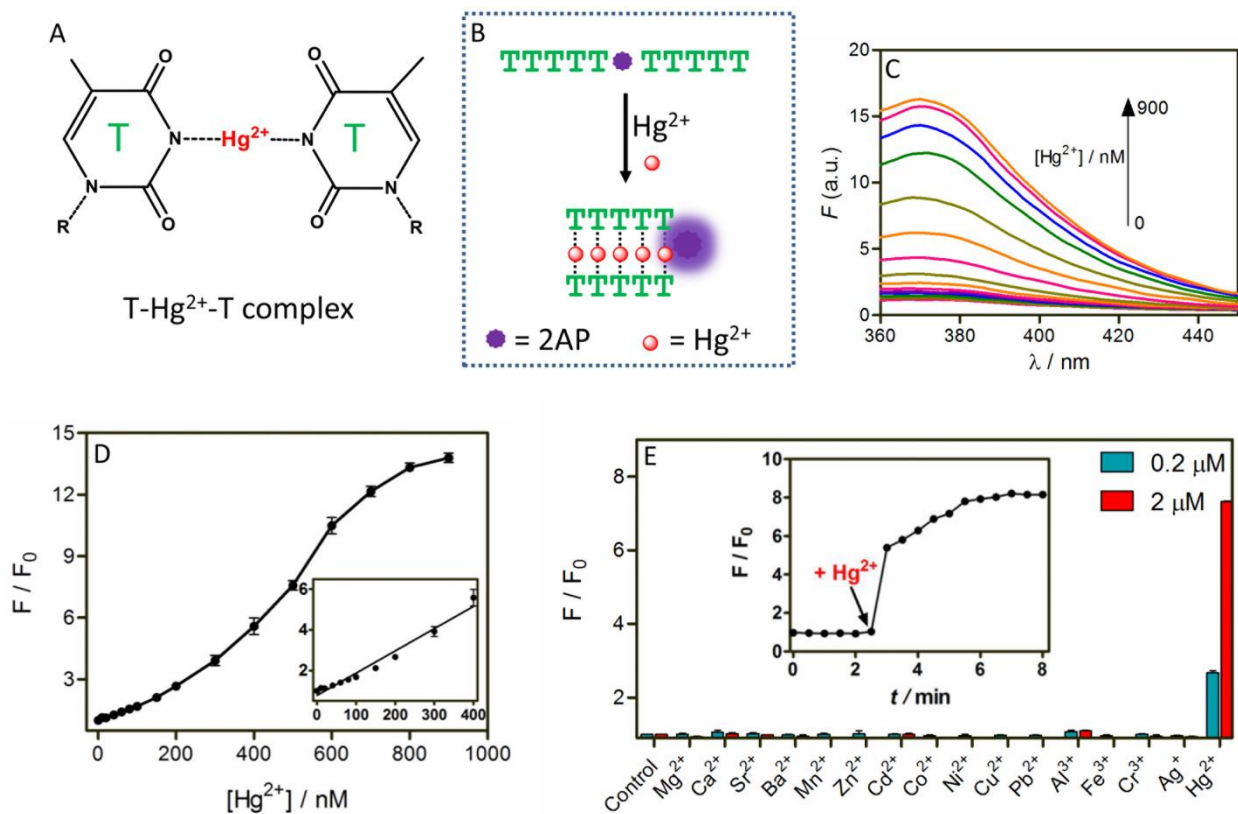 A
O
O
T
N
Hg²⁺
N
T
N
O
O
N
R
R
T-Hg²⁺-T complex
B
TTTTT TTTTT
Hg²⁺
TTTTT
TTTTT
= 2AP = Hg²⁺
C
20
15
10
5
0
F (a.u.)
900
[Hg²⁺] / nM
0
360 380 400 420 440
λ / nm
D
15
12
9
6
3
F / F₀
0 200 400 600 800 1000
[Hg²⁺] / nM
6
4
2
0 100 200 300 400
E
8
6
4
2
F / F₀
0.2 μM
2 μM
10
8
6
4
2
0
F / F₀
+ Hg²⁺
0 2 4 6 8
t / min
Control Mg²⁺ Ca²⁺ Sr²⁺ Ba²⁺ Mn²⁺ Zn²⁺ Cd²⁺ Co²⁺ Ni²⁺ Cu²⁺ Pb²⁺ Al³⁺ Fe³⁺ Cr³⁺ Ag⁺ Hg²⁺